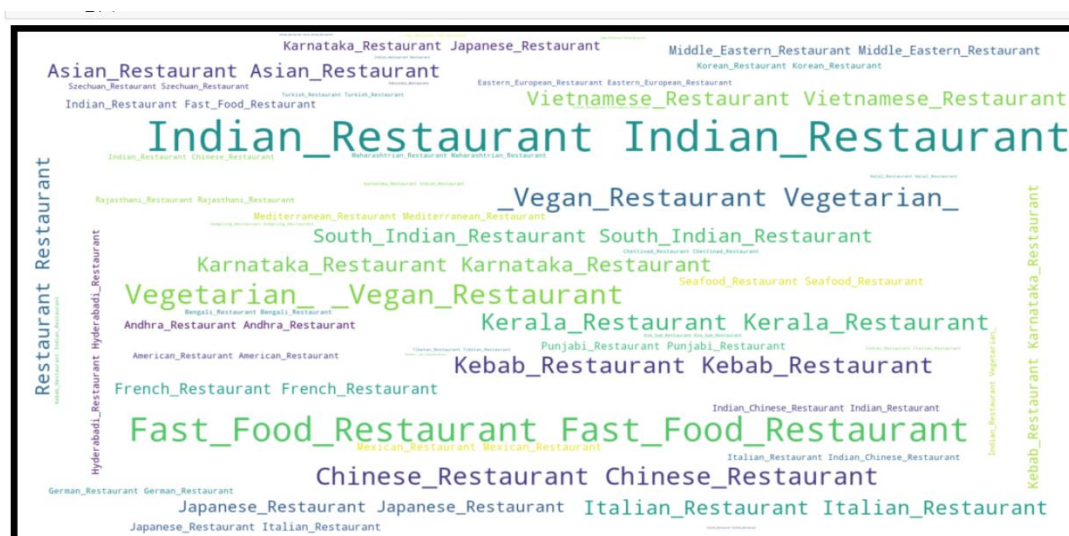 Karnataka_Restaurant Japanese_Restaurant
Middle_Eastern_Restaurant Middle_Eastern_Restaurant
Asian_Restaurant Asian_Restaurant
Korean_Restaurant Korean_Restaurant
Szechuan_Restaurant Szechuan_Restaurant
Eastern_European_Restaurant Eastern_European_Restaurant
Turkish_Restaurant Turkish_Restaurant
Indian_Restaurant Fast_Food_Restaurant
Vietnamese_Restaurant Vietnamese_Restaurant
Indian_Restaurant Indian_Restaurant
Indian_Restaurant Chinese_Restaurant
Maharashtrian_Restaurant Maharashtrian_Restaurant
Restaurant Restaurant
_Vegan_Restaurant Vegetarian_
Rajasthani_Restaurant Rajasthani_Restaurant
Mediterranean_Restaurant Mediterranean_Restaurant
South_Indian_Restaurant South_Indian_Restaurant
Chettinad_Restaurant Chettinad_Restaurant
Karnataka_Restaurant Karnataka_Restaurant
Seafood_Restaurant Seafood_Restaurant
Vegetarian_ _Vegan_Restaurant
Bengali_Restaurant Bengali_Restaurant
Andhra_Restaurant Andhra_Restaurant
Kerala_Restaurant Kerala_Restaurant
Punjabi_Restaurant Punjabi_Restaurant
American_Restaurant American_Restaurant
Kebab_Restaurant Kebab_Restaurant
French_Restaurant French_Restaurant
Hyderabadi_Restaurant Hyderabadi_Restaurant
Kebab_Restaurant Karnataka_Restaurant
Indian_Restaurant Vegetarian_
Indian_Chinese_Restaurant Indian_Restaurant
Fast_Food_Restaurant Fast_Food_Restaurant
Mexican_Restaurant Mexican_Restaurant
Italian_Restaurant Indian_Chinese_Restaurant
Chinese_Restaurant Chinese_Restaurant
German_Restaurant German_Restaurant
Japanese_Restaurant Japanese_Restaurant
Italian_Restaurant Italian_Restaurant
Japanese_Restaurant Italian_Restaurant